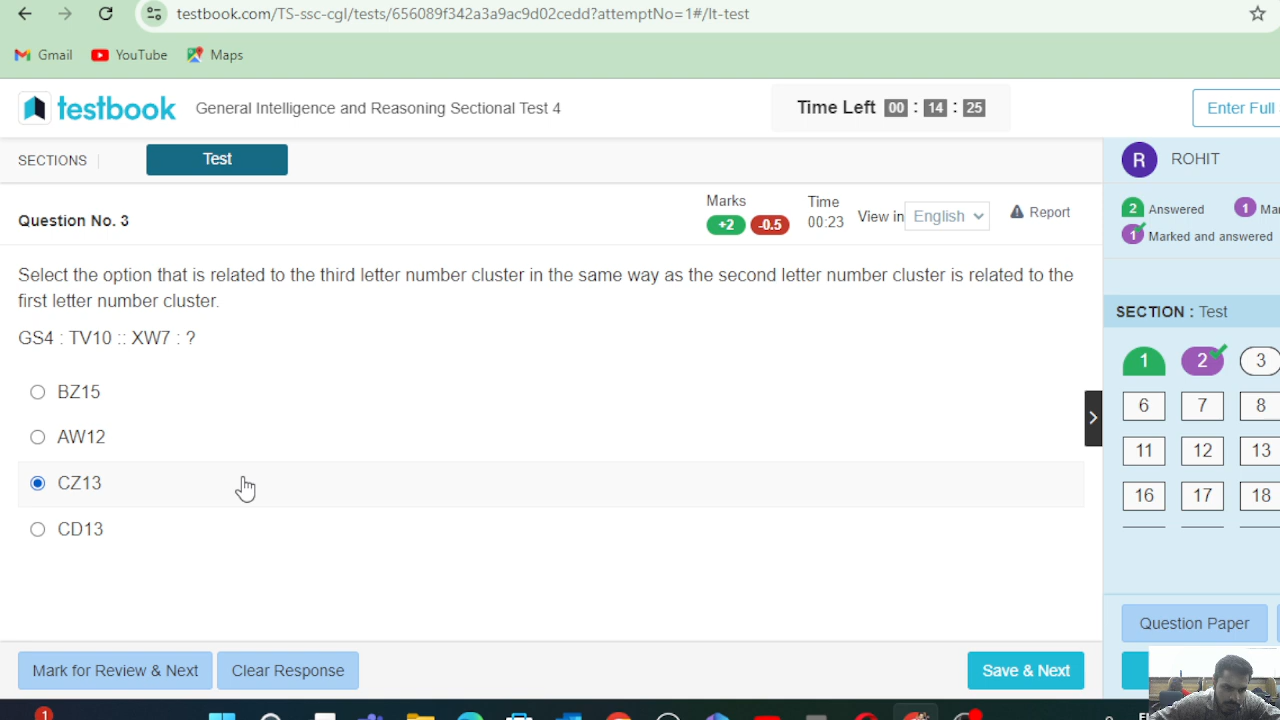 testbook.com/TS-ssc-cgl/tests/656089f342a3a9ac9d02cedd?attemptNo=1#/lt-test
Gmail YouTube Maps
testbook General Intelligence and Reasoning Sectional Test 4 Time Left 00 : 14 : 25 Enter Full
SECTIONS Test R ROHIT
Question No. 3 Marks +2 -0.5 Time 00:23 View in English Report
2 Answered 1 Ma
1 Marked and answered
Select the option that is related to the third letter number cluster in the same way as the second letter number cluster is related to the
first letter number cluster.
GS4 : TV10 :: XW7 : ?
BZ15
AW12
CZ13
CD13
SECTION : Test
1 2 3
6 7 8
11 12 13
16 17 18
Question Paper
Mark for Review & Next Clear Response Save & Next
1